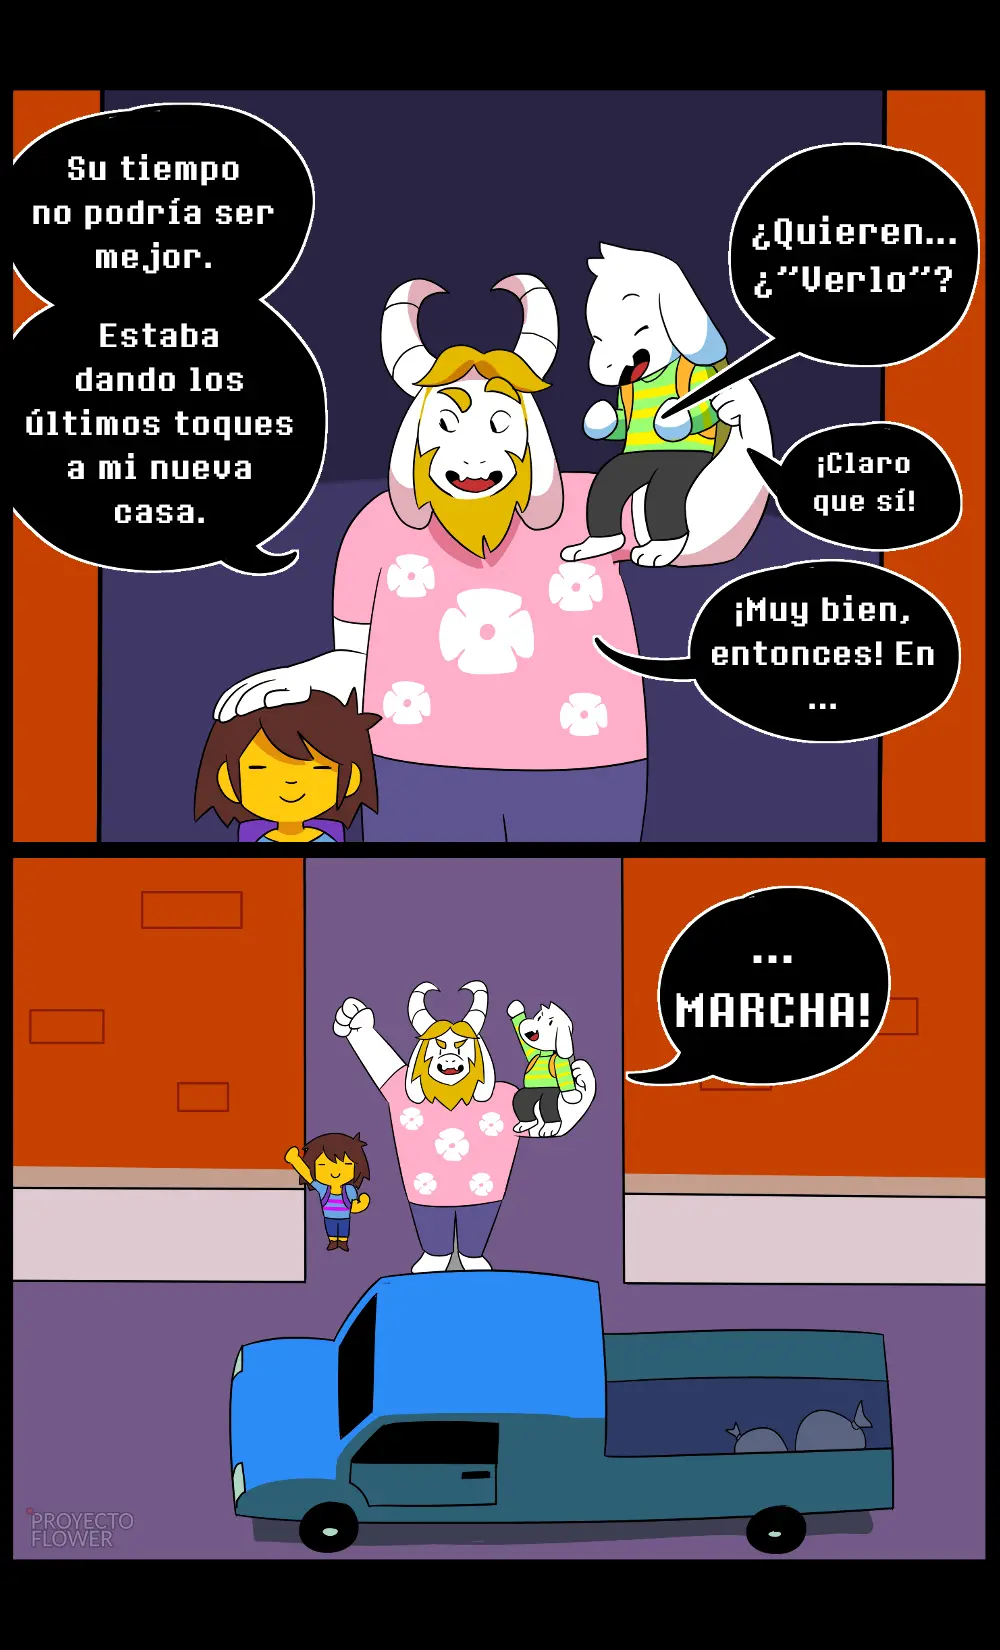 Su tiempo
no podría ser
mejor.
Estaba
dando los
últimos toques
a mi nueva
casa.
¿Quieren...
¿"Verlo"?
¡Claro
que sí!
¡Muy bien,
entonces! En
...
...
MARCHA!
PROYECTO
FLOWER